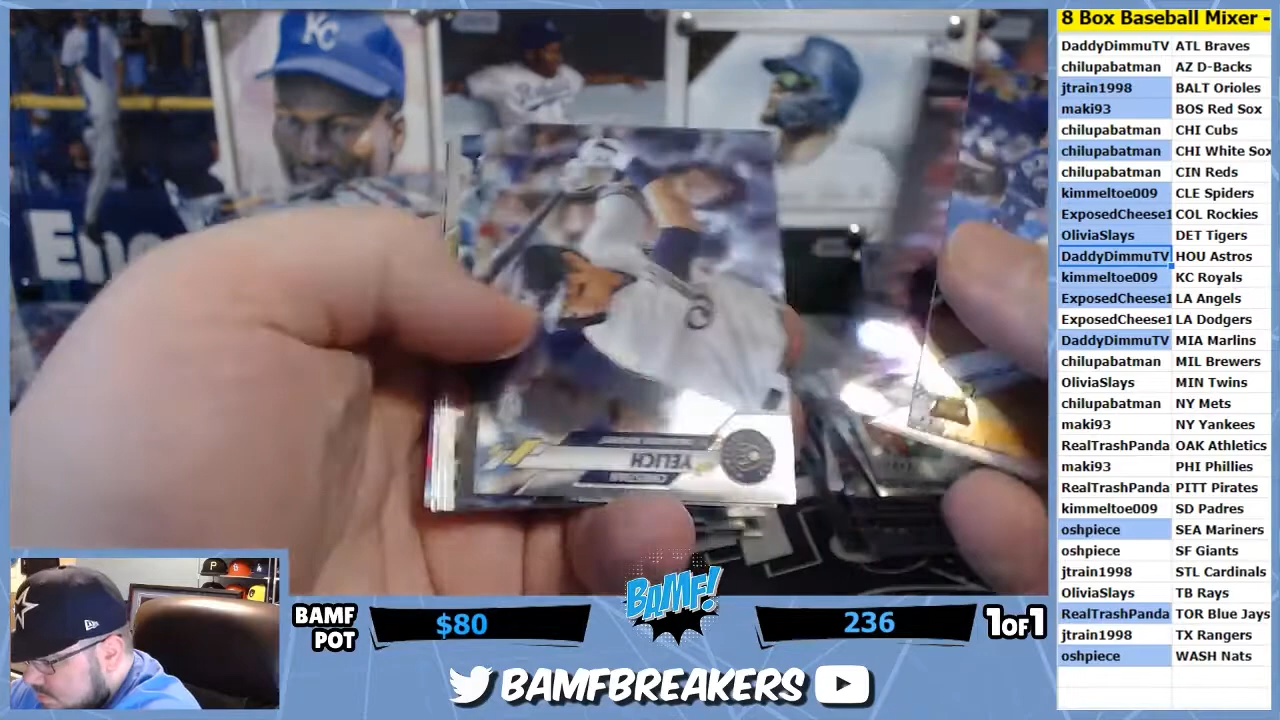 8 Box Baseball Mixer -
DaddyDimmuTV ATL Braves
chilupabatman AZ D-Backs
jtrain1998 BALT Orioles
maki93 BOS Red Sox
chilupabatman CHI Cubs
chilupabatman CHI White Sox
chilupabatman CIN Reds
kimmeltoe009 CLE Spiders
ExposedCheese1 COL Rockies
OliviaSlays DET Tigers
DaddyDimmuTV HOU Astros
kimmeltoe009 KC Royals
ExposedCheese1 LA Angels
ExposedCheese1 LA Dodgers
DaddyDimmuTV MIA Marlins
chilupabatman MIL Brewers
OliviaSlays MIN Twins
chilupabatman NY Mets
maki93 NY Yankees
RealTrashPanda OAK Athletics
maki93 PHI Phillies
RealTrashPanda PITT Pirates
kimmeltoe009 SD Padres
oshpiece SEA Mariners
oshpiece SF Giants
jtrain1998 STL Cardinals
OliviaSlays TB Rays
RealTrashPanda TOR Blue Jays
jtrain1998 TX Rangers
oshpiece WASH Nats
KC
YELICH
CHRISTIAN
BAMF POT
$80
BAMF!
236
1OF1
BAMFBREAKERS